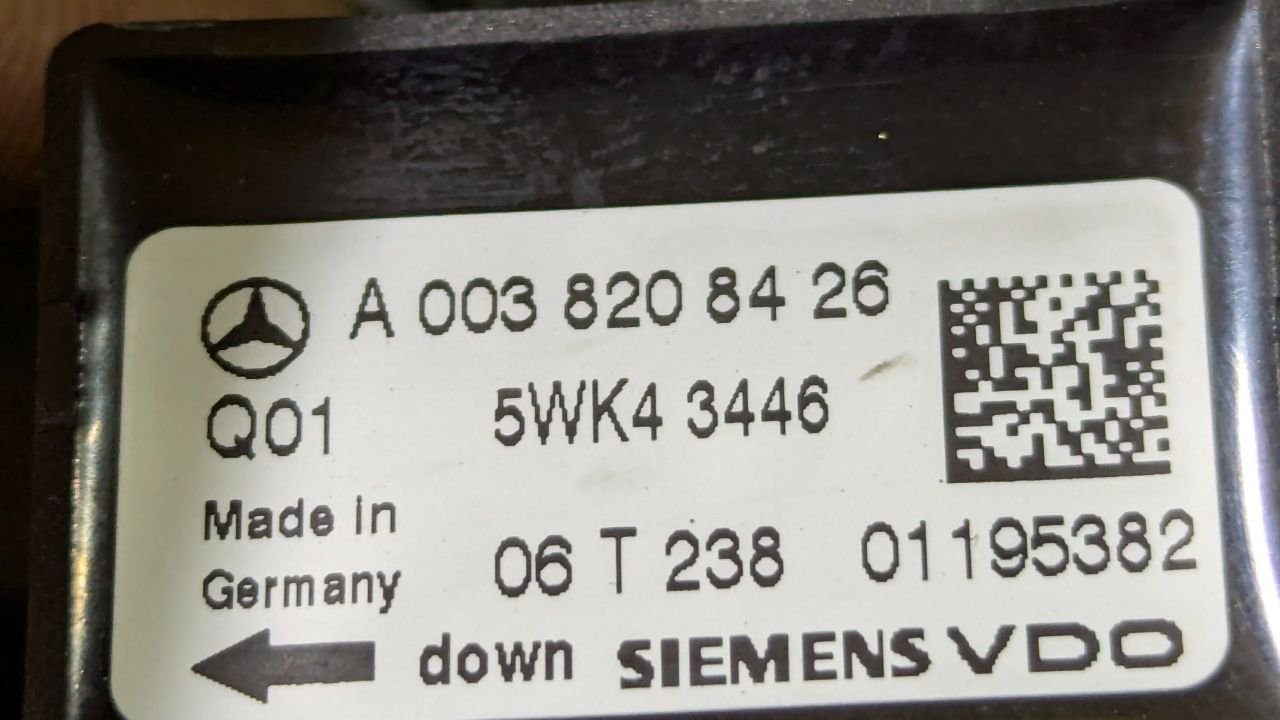 A 003 820 84 26
Q01 5WK4 3446
Made in
Germany
06 T 238 01195382
down SIEMENS VDO